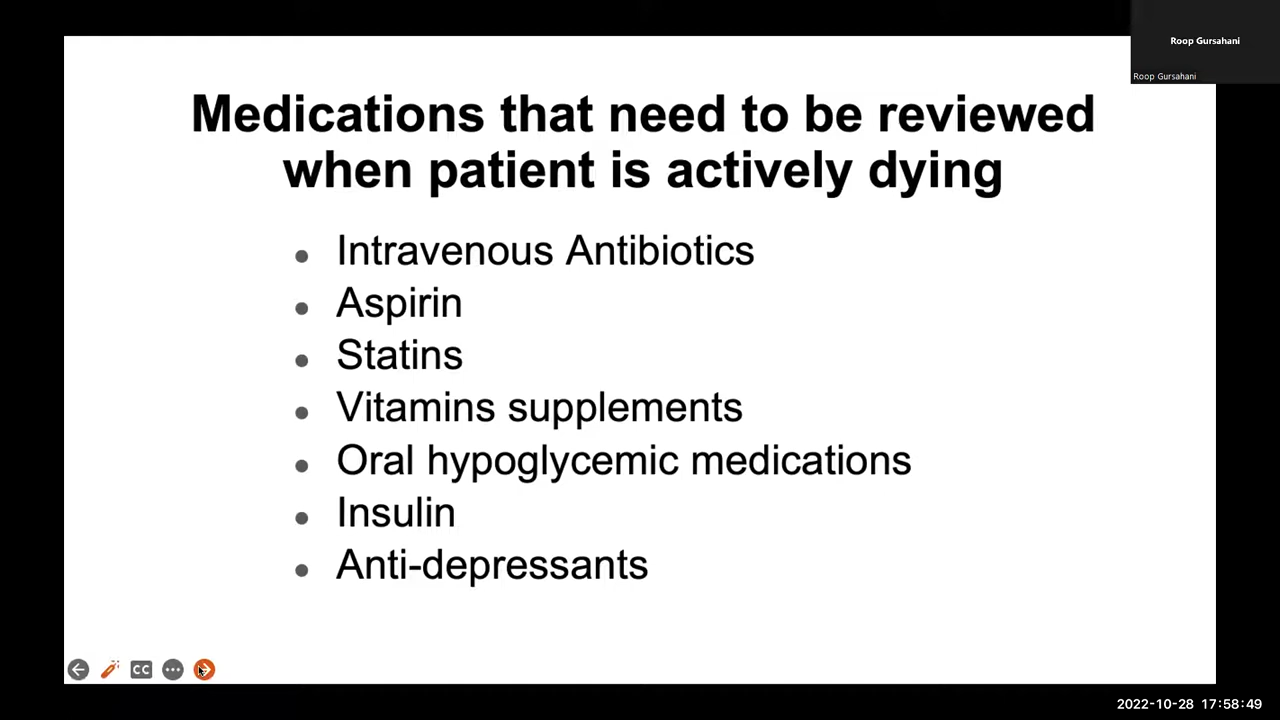 Roop Gursahani
Roop Gursahani
Medications that need to be reviewed
when patient is actively dying
• Intravenous Antibiotics
• Aspirin
• Statins
• Vitamins supplements
• Oral hypoglycemic medications
• Insulin
• Anti-depressants
CC
2022-10-28 17:58:49